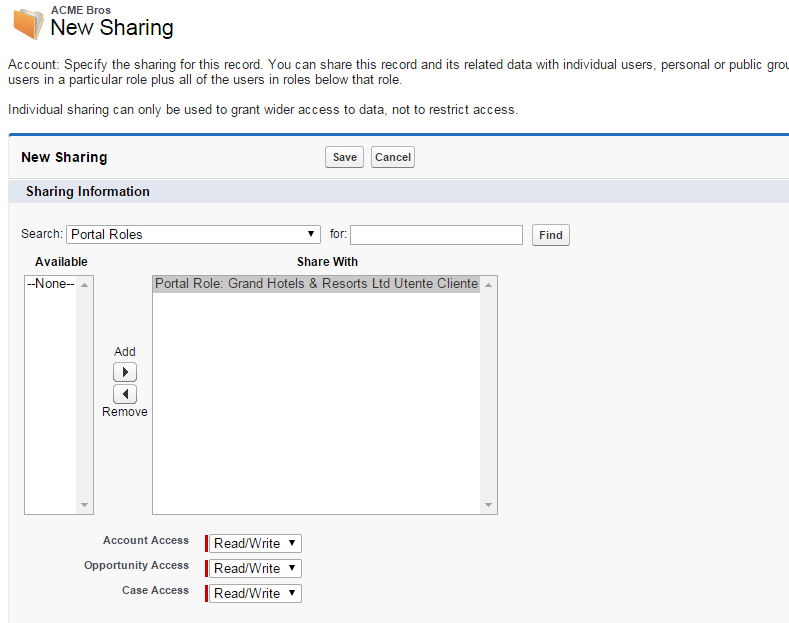 ACME Bros
New Sharing
Account: Specify the sharing for this record. You can share this record and its related data with individual users, personal or public
users in a particular role plus all of the users in roles below that role.
Individual sharing can only be used to grant wider access to data, not to restrict access.
New Sharing Save Cancel
Sharing Information
Search: Portal Roles for: Find
Available Share With
--None-- Portal Role: Grand Hotels & Resorts Ltd Utente Cliente
Add
Remove
Account Access Read/Write
Opportunity Access Read/Write
Case Access Read/Write